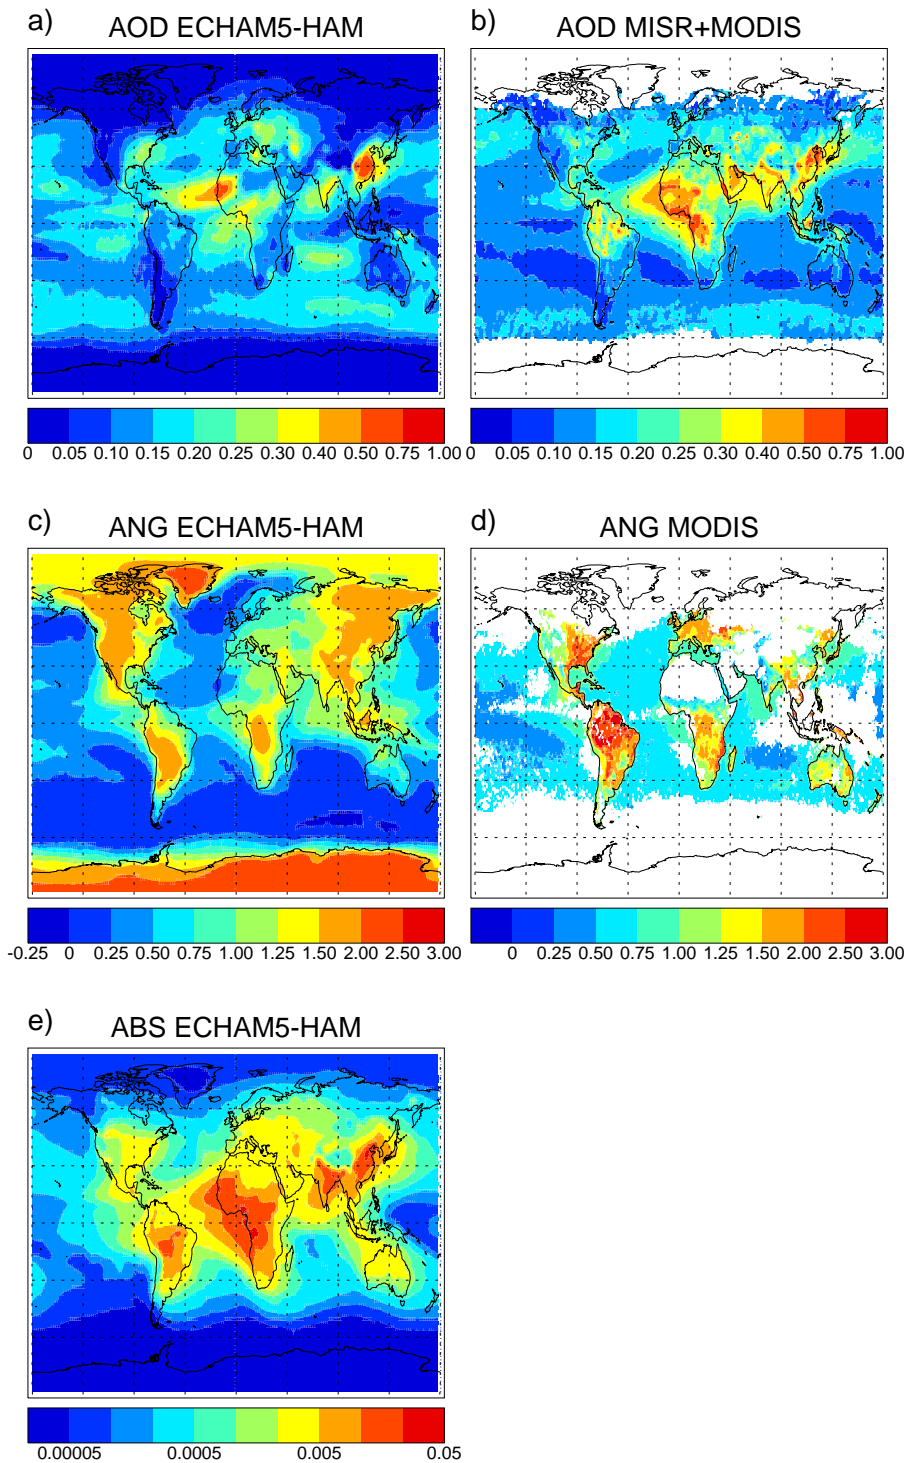 a) AOD ECHAM5-HAM
b) AOD MISR+MODIS
0 0.05 0.10 0.15 0.20 0.25 0.30 0.40 0.50 0.75 1.00
0 0.05 0.10 0.15 0.20 0.25 0.30 0.40 0.50 0.75 1.00
c) ANG ECHAM5-HAM
d) ANG MODIS
-0.25 0 0.25 0.50 0.75 1.00 1.25 1.50 2.00 2.50 3.00
0 0.25 0.50 0.75 1.00 1.25 1.50 2.00 2.50 3.00
e) ABS ECHAM5-HAM
0.00005 0.0005 0.005 0.05